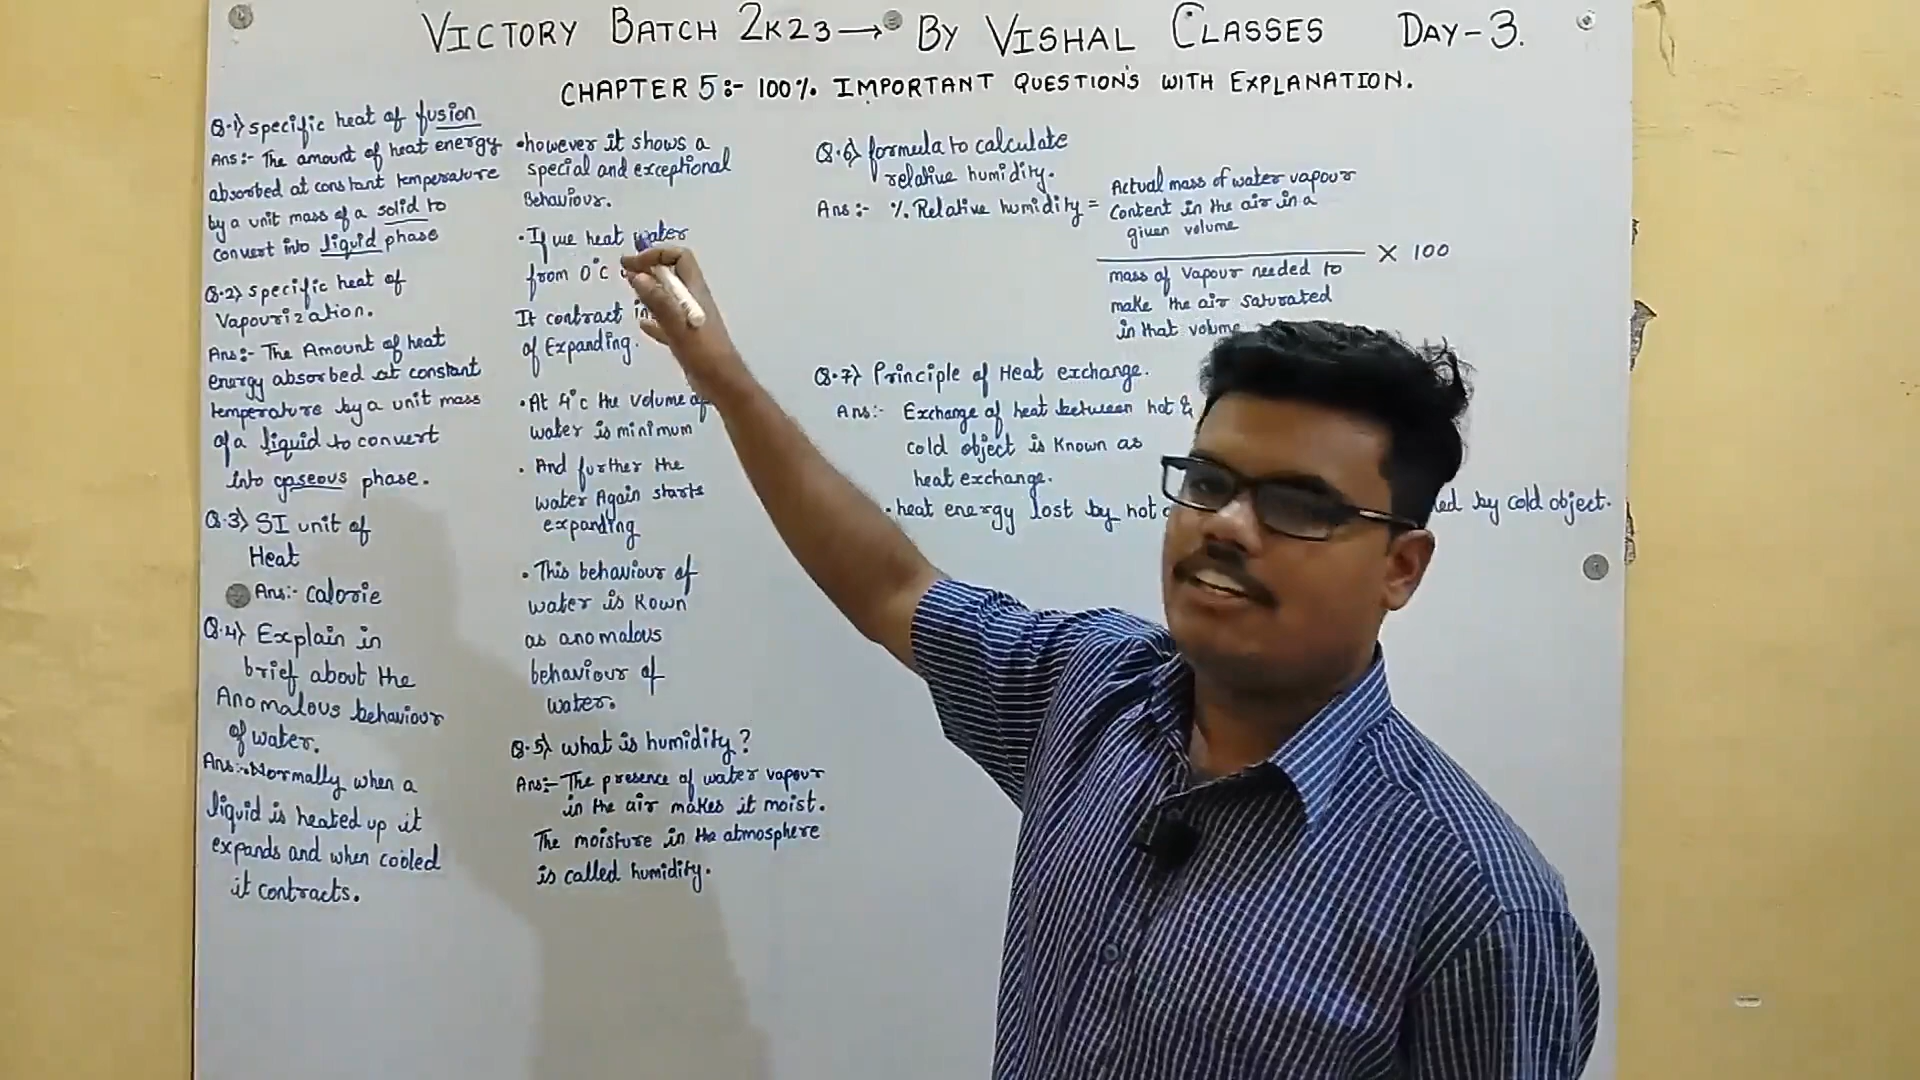 VICTORY BATCH 2K23 → BY VISHAL CLASSES DAY-3.
CHAPTER 5:- 100% IMPORTANT QUESTION'S WITH EXPLANATION.
Q.1) specific heat of fusion
Ans:- The amount of heat energy
absorbed at constant temperature
by a unit mass of a solid to
convert into liquid phase
Q.2) specific heat of
Vapourization.
Ans:- The Amount of heat
energy absorbed at constant
temperature by a unit mass
of a liquid to convert
into gaseous phase.
Q.3) SI unit of
Heat
Ans:- calorie
Q.4) Explain in
brief about the
Anomalous behaviour
of water.
Ans:- Normally when a
liquid is heated up it
expands and when cooled
it contracts.
•however it shows a
special and exceptional
Behaviour.
•If we heat water
from 0°C
It contract
of Expanding.
•At 4°C the volume of
water is minimum
• And further the
water Again starts
expanding
• This behaviour of
water is Kown
as anomalous
behaviour of
water.
Q.5) what is humidity?
Ans:- The presence of water vapour
in the air makes it moist.
The moisture in the atmosphere
is called humidity.
Q.6) formula to calculate
relative humidity.
Ans:- % Relative humidity =
Actual mass of water vapour
content in the air in a
given volume
× 100
mass of vapour needed to
make the air saturated
in that volume
Q.7) Principle of Heat exchange.
Ans:- Exchange of heat between hot &
cold object is Known as
heat exchange.
•heat energy lost by hot by cold object.